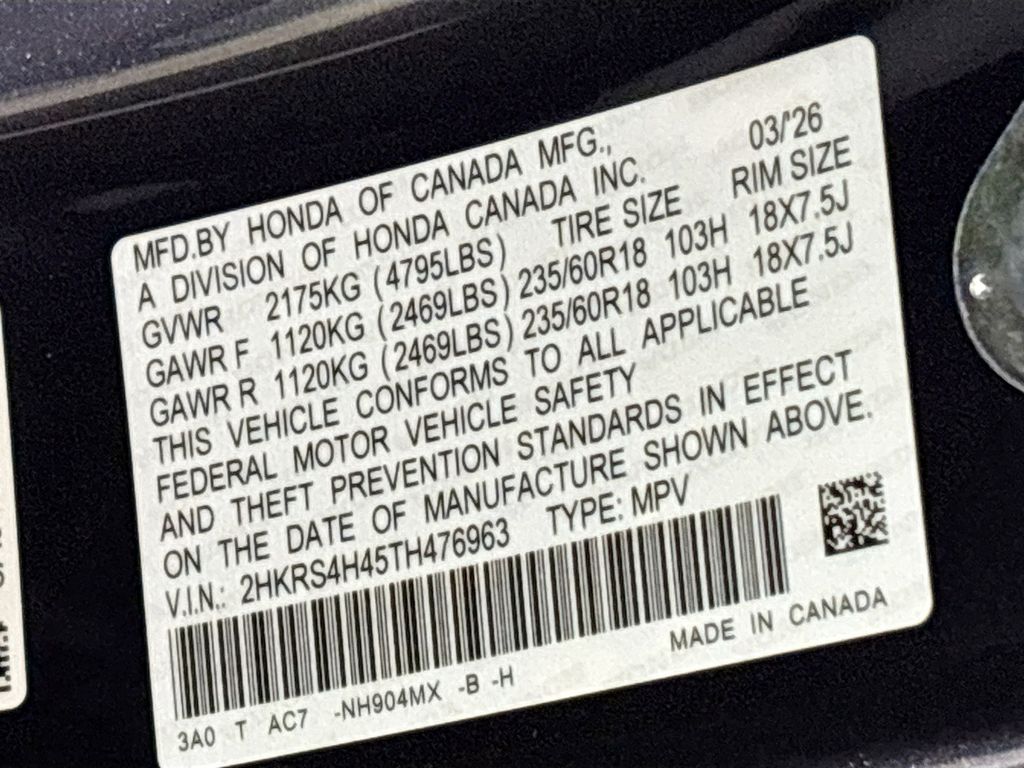 MFD.BY HONDA OF CANADA MFG., 03/'26
A DIVISION OF HONDA CANADA INC.
GVWR 2175KG (4795LBS) TIRE SIZE RIM SIZE
GAWR F 1120KG (2469LBS) 235/60R18 103H 18X7.5J
GAWR R 1120KG (2469LBS) 235/60R18 103H 18X7.5J
THIS VEHICLE CONFORMS TO ALL APPLICABLE
FEDERAL MOTOR VEHICLE SAFETY
AND THEFT PREVENTION STANDARDS IN EFFECT
ON THE DATE OF MANUFACTURE SHOWN ABOVE.
V.I.N.: 2HKRS4H45TH476963 TYPE: MPV
MADE IN CANADA
3A0 T AC7 -NH904MX -B -H